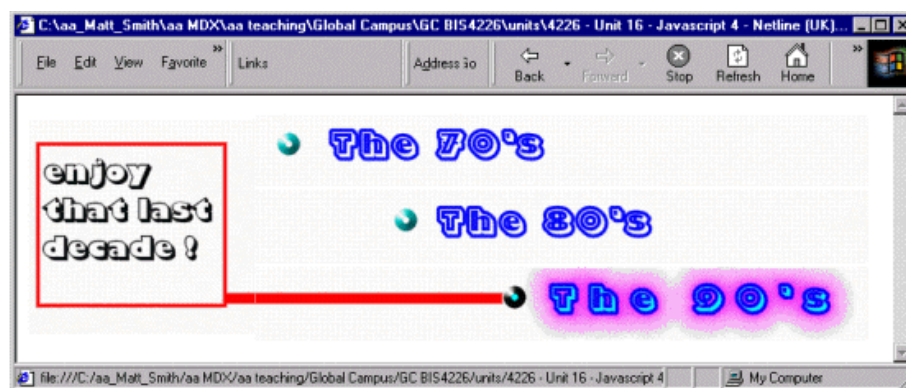 C:\aa_Matt_Smith\aa MDX\aa teaching\Global Campus\GC BIS4226\units\4226 - Unit 16 - Javascript 4 - Netline (UK)...
File Edit View Favorite » Links Address Go Back Forward Stop Refresh Home »
The 70's
enjoy
that last
decade !
The 80's
The 90's
file:///C:/aa_Matt_Smith/aa MDX/aa teaching/Global Campus/GC BIS4226/units/4226 - Unit 16 - Javascript 4 My Computer